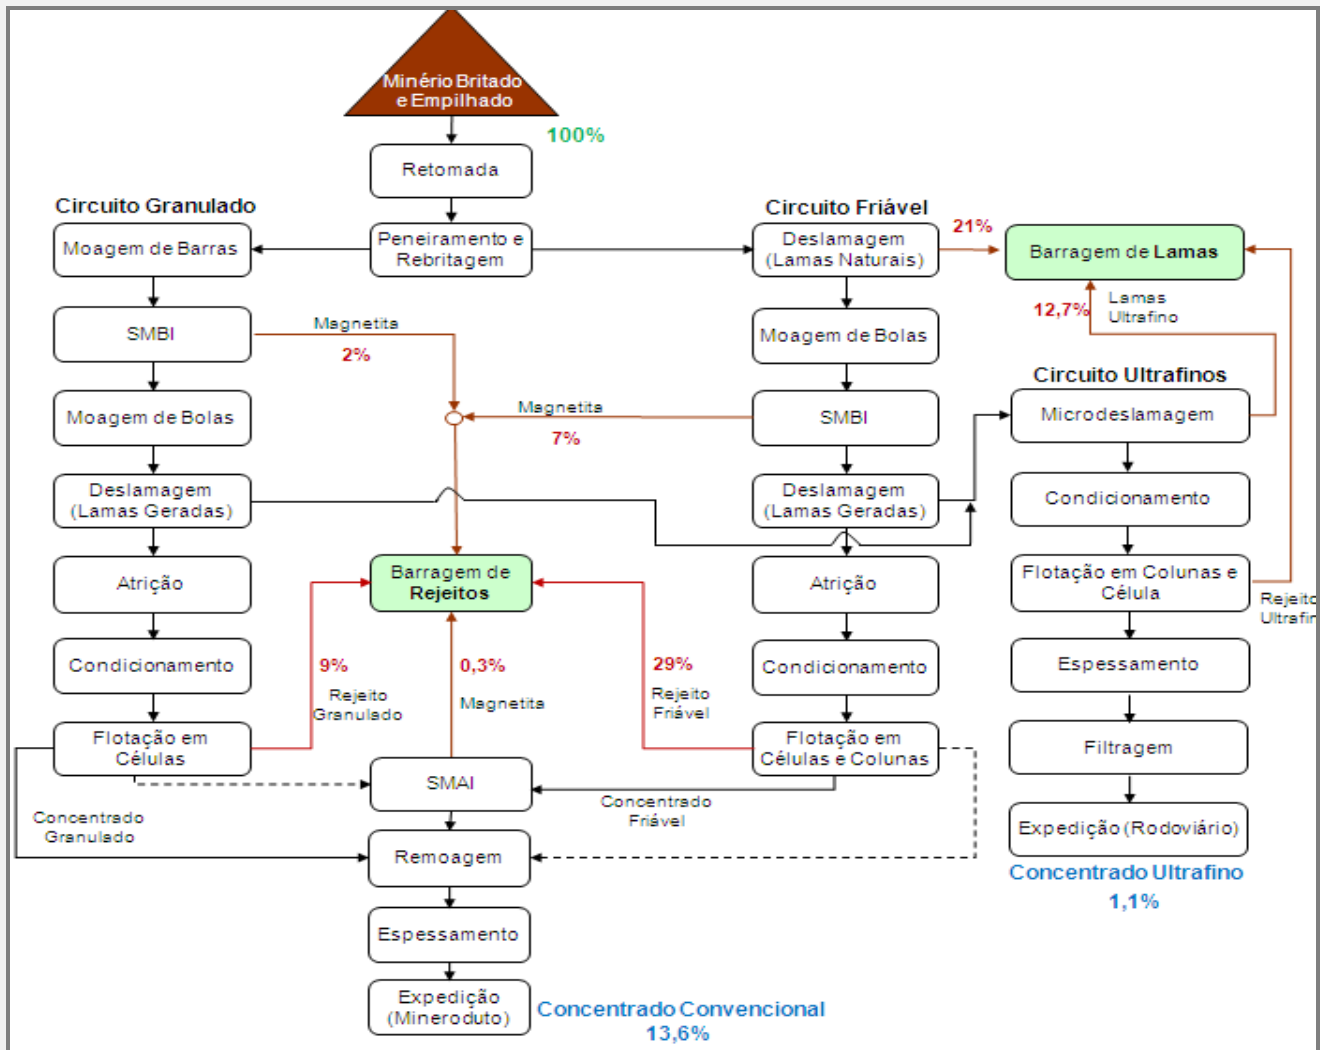 Minério Britado
e Empilhado
100%
Retomada
Peneiramento e
Rebritagem
Circuito Granulado
Moagem de Barras
SMBI
Magnetita
2%
Moagem de Bolas
Deslamagem
(Lamas Geradas)
Atrição
Condicionamento
Flotação em
Células
9%
Rejeito
Granulado
Concentrado
Granulado
Circuito Friável
Deslamagem
(Lamas Naturais)
21%
Moagem de Bolas
SMBI
Magnetita
7%
Deslamagem
(Lamas Geradas)
Atrição
Condicionamento
Flotação em
Células e Colunas
29%
Rejeito
Friável
Concentrado
Friável
Barragem de
Rejeitos
0,3%
Magnetita
SMAI
Remoagem
Espessamento
Expedição
(Mineroduto)
Concentrado Convencional
13,6%
Barragem de Lamas
12,7%
Lamas
Ultrafino
Circuito Ultrafinos
Microdeslamagem
Condicionamento
Flotação em Colunas e
Célula
Rejeito
Ultrafin
Espessamento
Filtragem
Expedição (Rodoviário)
Concentrado Ultrafino
1,1%